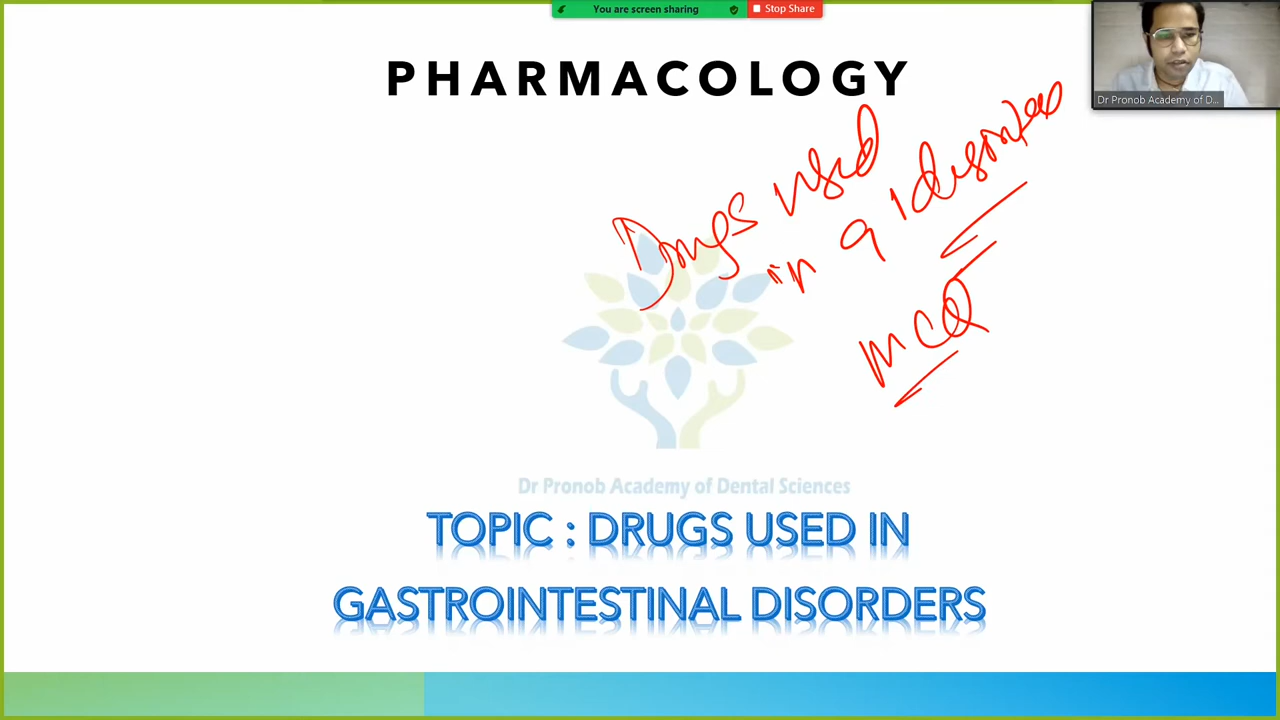 You are screen sharing
Stop Share
PHARMACOLOGY
Dr Pronob Academy of D...
Drugs used
in GI disorders
MCQ
Dr Pronob Academy of Dental Sciences
TOPIC : DRUGS USED IN
GASTROINTESTINAL DISORDERS